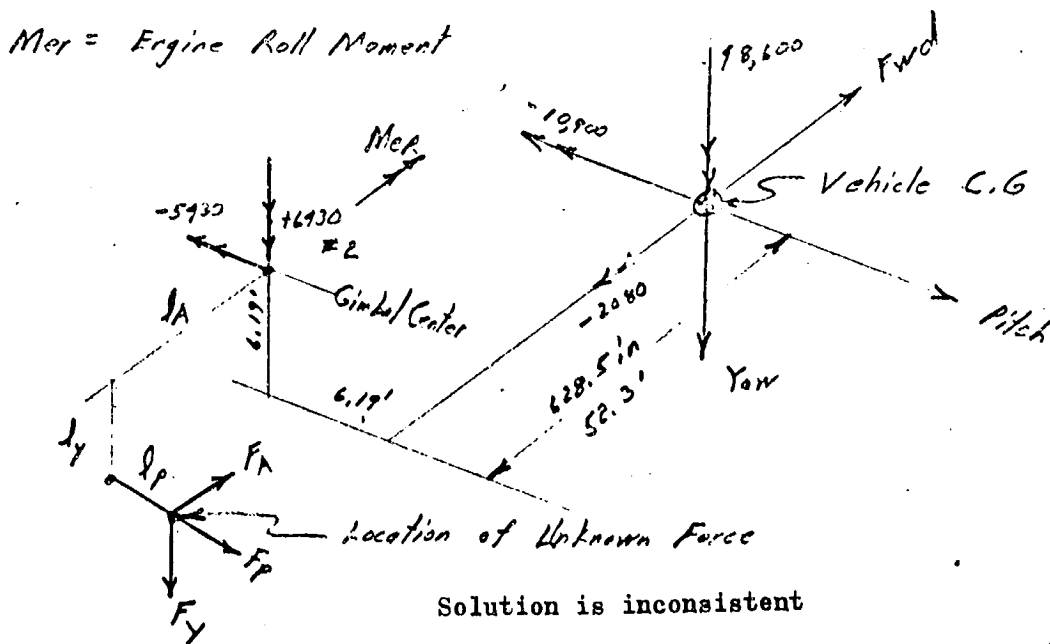 Mer = Engine Roll Moment
98,600
Fwd
-10,900
Mer.
Vehicle C.G
-5930
+6930
#2
Gimbal Center
lA
6.19'
-2080
Pitch
6.19'
628.5 in
52.3'
Yaw
ly
lp
FA
Location of Unknown Force
Fp
Fy
Solution is inconsistent